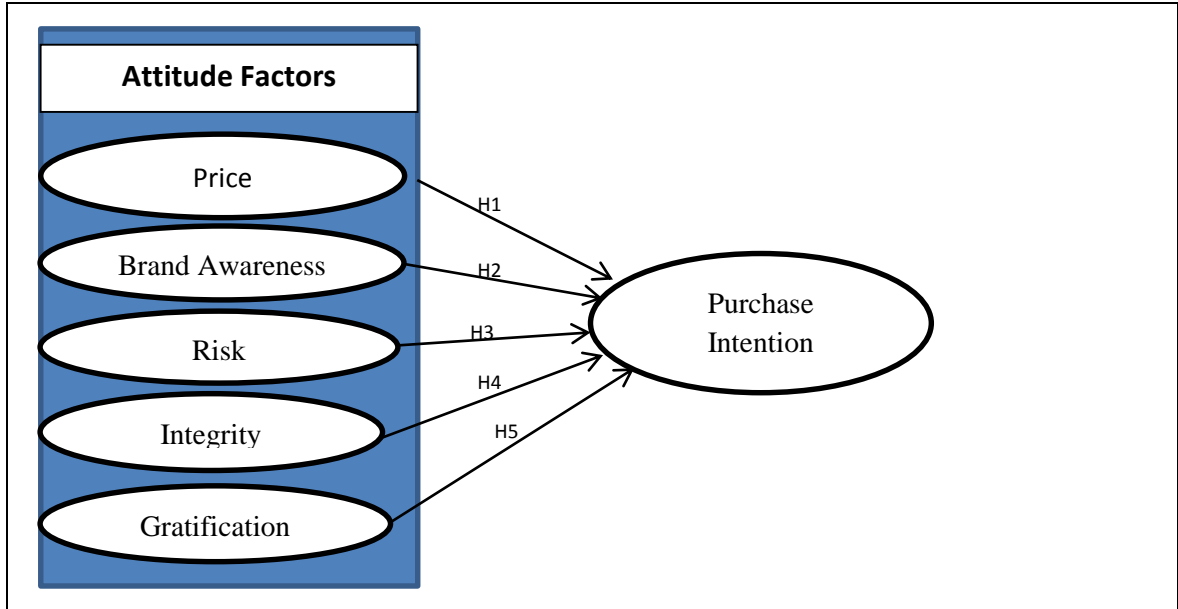 Attitude Factors
Price
H1
Brand Awareness
H2
Risk
H3
Integrity
H4
Gratification
H5
Purchase
Intention